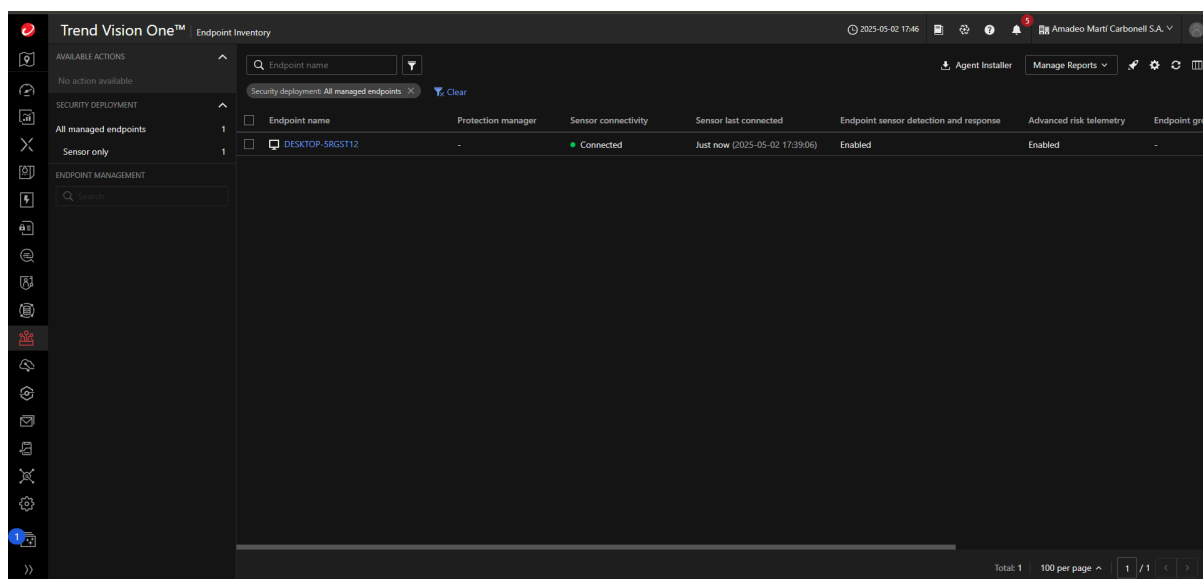 Trend Vision One™ | Endpoint Inventory
2025-05-02 17:46
5
Amadeo Martí Carbonell S.A.
AVAILABLE ACTIONS
No action available
SECURITY DEPLOYMENT
All managed endpoints 1
Sensor only 1
ENDPOINT MANAGEMENT
Search
Endpoint name
Agent Installer
Manage Reports
Security deployment: All managed endpoints
Clear
Endpoint name Protection manager Sensor connectivity Sensor last connected Endpoint sensor detection and response Advanced risk telemetry Endpoint gro
DESKTOP-5RGST12 - Connected Just now (2025-05-02 17:39:06) Enabled Enabled -
1
Total: 1 100 per page 1 / 1